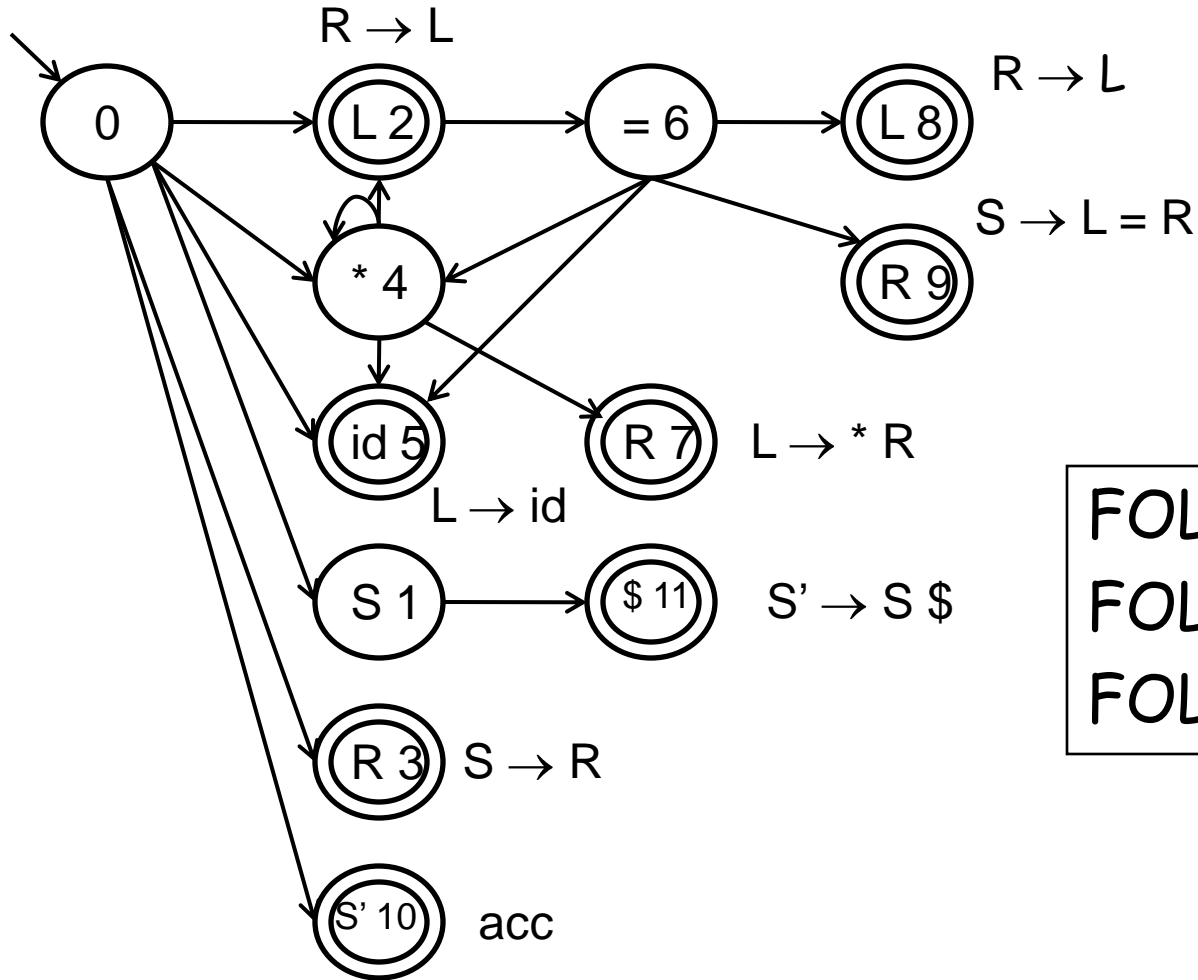 R → L
0
L 2
= 6
L 8
R → L
S → L = R
* 4
R 9
id 5
R 7
L → * R
L → id
FOL
FOL
FOL
S 1
$ 11
S’ → S $
R 3
S → R
S’ 10
acc